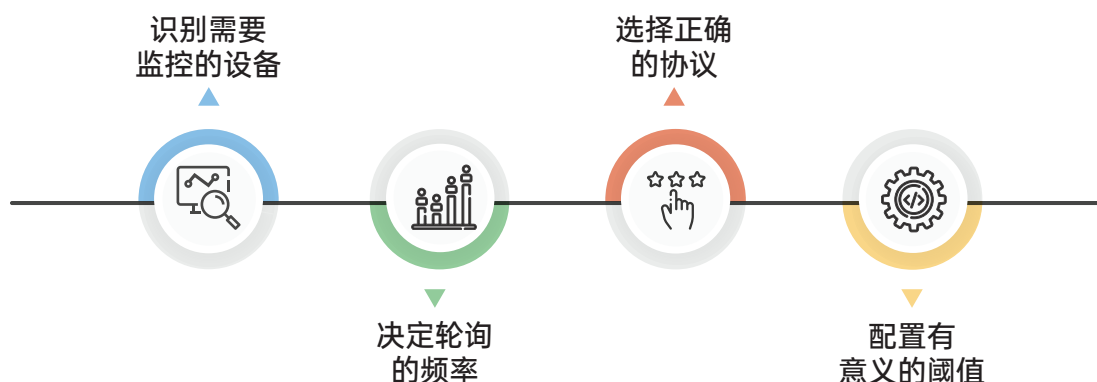 识别需要
监控的设备
决定轮询
的频率
选择正确
的协议
配置有
意义的阈值